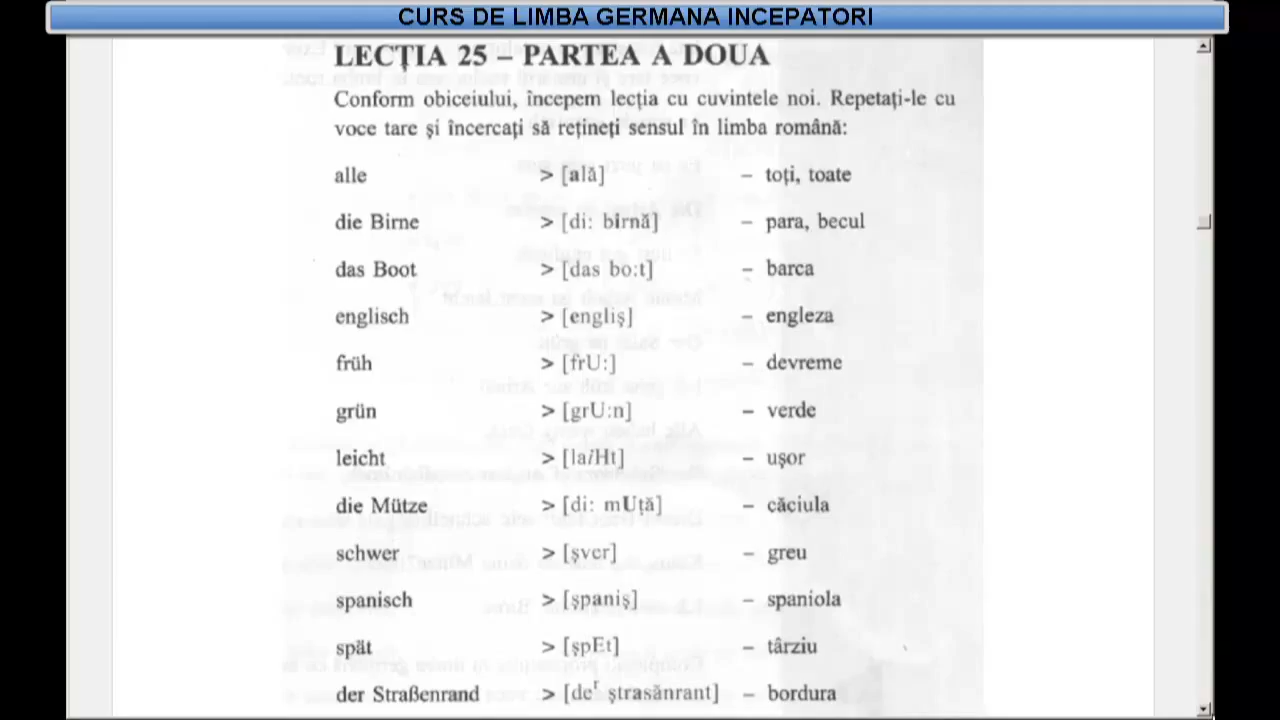 CURS DE LIMBA GERMANA INCEPATORI
LECȚIA 25 – PARTEA A DOUA
Conform obiceiului, începem lecția cu cuvintele noi. Repetați-le cu
voce tare și încercați să rețineți sensul în limba română:
alle > [ală] – toți, toate
die Birne > [di: birnă] – para, becul
das Boot > [das bo:t] – barca
englisch > [engliș] – engleza
früh > [frU:] – devreme
grün > [grU:n] – verde
leicht > [laiHt] – ușor
die Mütze > [di: mUță] – căciula
schwer > [șver] – greu
spanisch > [șpaniș] – spaniola
spät > [șpEt] – târziu
der Straßenrand > [deʳ ștrasănrant] – bordura